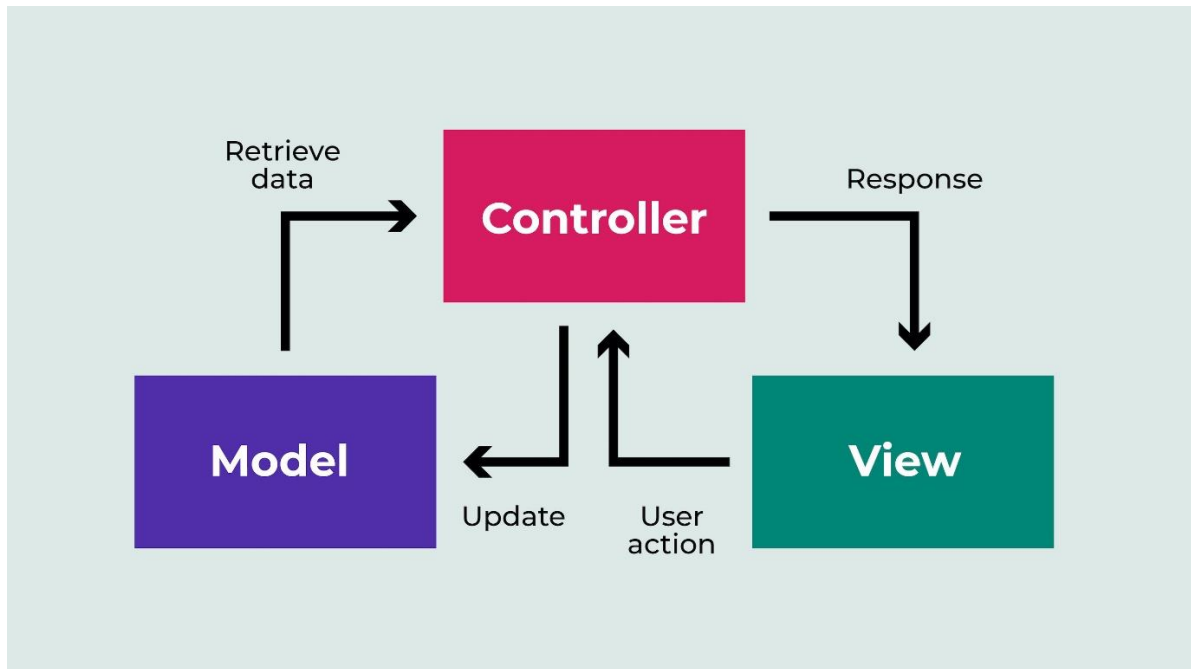 Retrieve
data
Controller
Response
Model
Update
User
action
View